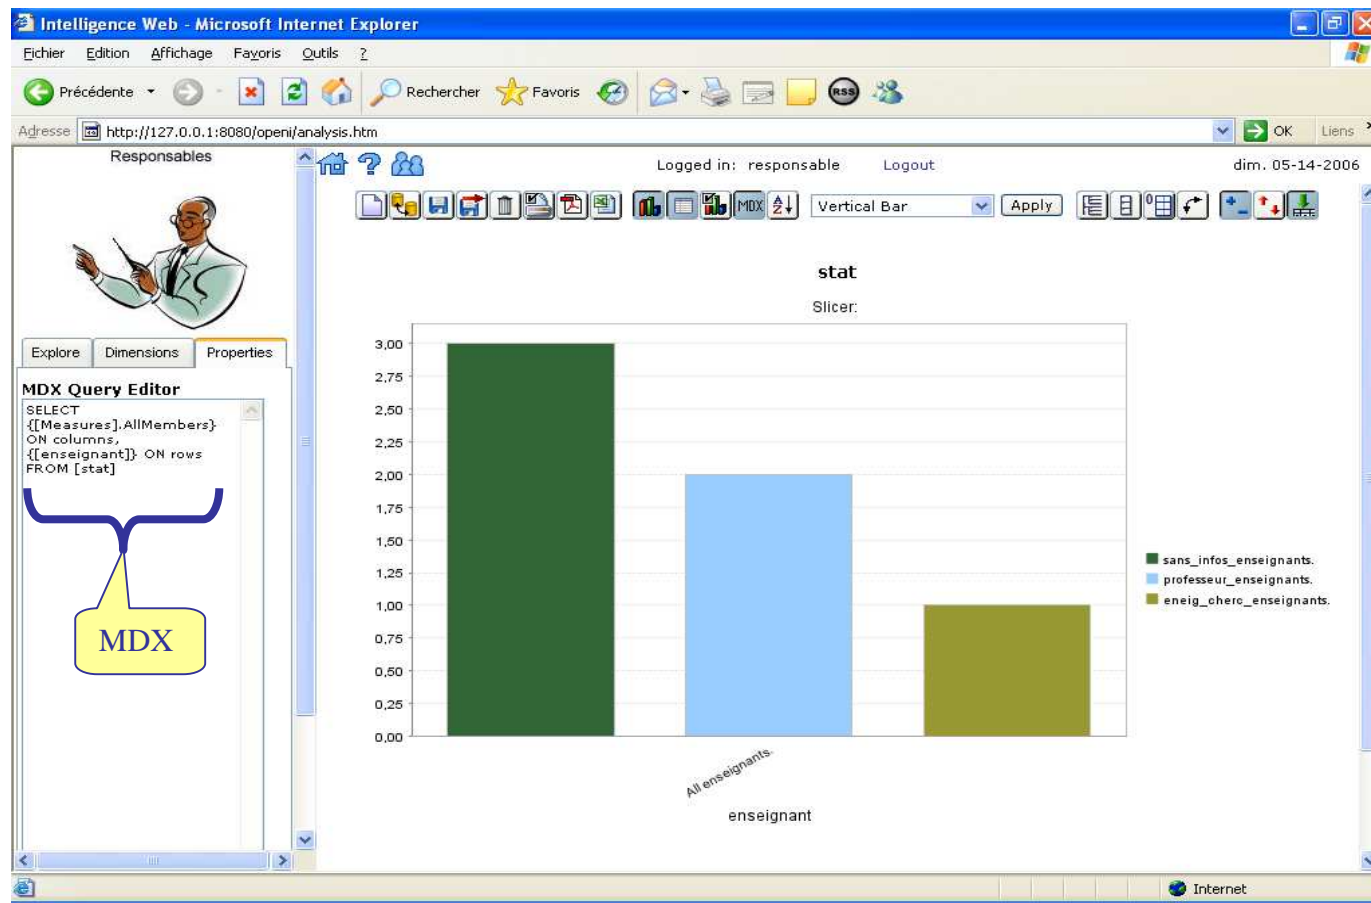 Intelligence Web - Microsoft Internet Explorer
Fichier Edition Affichage Favoris Outils ?
Précédente Rechercher Favoris RSS
Adresse http://127.0.0.1:8080/openi/analysis.htm OK Liens
Responsables
Logged in: responsable Logout dim. 05-14-2006
MDX Vertical Bar Apply
stat
Slicer:
Explore Dimensions Properties
MDX Query Editor
SELECT
{[Measures].AllMembers}
ON columns,
{[enseignant]} ON rows
FROM [stat]
MDX
3,00
2,75
2,50
2,25
2,00
1,75
1,50
1,25
1,00
0,75
0,50
0,25
0,00
All enseignants.
enseignant
sans_infos_enseignants.
professeur_enseignants.
eneig_cherc_enseignants.
Internet